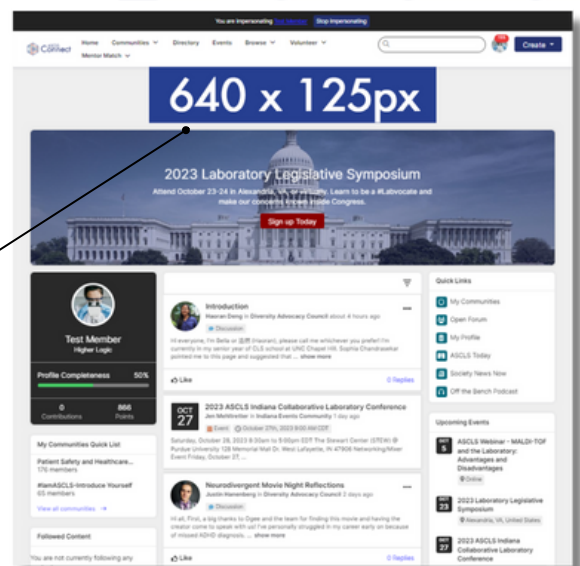 You are impersonating Test Member Stop Impersonating
Connect
Home Communities Directory Events Browse Volunteer
Mentor Match
Create
640 x 125px
2023 Laboratory Legislative Symposium
Attend October 23-24 in Alexandria, VA, or virtually. Learn to be a #Labvocate and
make our concerns known inside Congress.
Sign up Today
Test Member
Higher Logic
Profile Completeness 50%
0 866
Contributions Points
My Communities Quick List
Patient Safety and Healthcare...
176 members
#IamASCLS-Introduce Yourself
65 members
View all communities →
Followed Content
You are not currently following any
Introduction
Haoran Deng in Diversity Advocacy Council about 4 hours ago
Discussion
Hi everyone, I'm Bella or (Haoran), please call me whichever you prefer! I'm
currently in my senior year of CLS school at UNC Chapel Hill. Sophia Chandrasekar
pointed me to this page and suggested that ... show more
Like 0 Replies
OCT
27
2023 ASCLS Indiana Collaborative Laboratory Conference
Jen in Indiana Events Community 1 day ago
Event October 27th, 2023 9:00 AM CDT
Saturday, October 28, 2023 9:30am to 5:00pm EDT The Stewart Center (STEW) @
Purdue University 128 Memorial Mall Dr. West Lafayette, IN 47906 Networking/Mixer
Event Friday, October 27, ...
Neurodivergent Movie Night Reflections
Justin Hanenberg in Diversity Advocacy Council 2 days ago
Discussion
Hi all, First, a big thanks to Ogee and the team for finding this movie and having the
creator come to speak with us! I've personally struggled in my career early on because
of missed ADHD diagnosis. ... show more
Like 0 Replies
Quick Links
My Communities
Open Forum
My Profile
ASCLS Today
Society News Now
Off the Bench Podcast
Upcoming Events
OCT
5
ASCLS Webinar - MALDI-TOF
and the Laboratory:
Advantages and
Disadvantages
Online
OCT
23
2023 Laboratory Legislative
Symposium
Alexandria, VA, United States
OCT
27
2023 ASCLS Indiana
Collaborative Laboratory
Conference